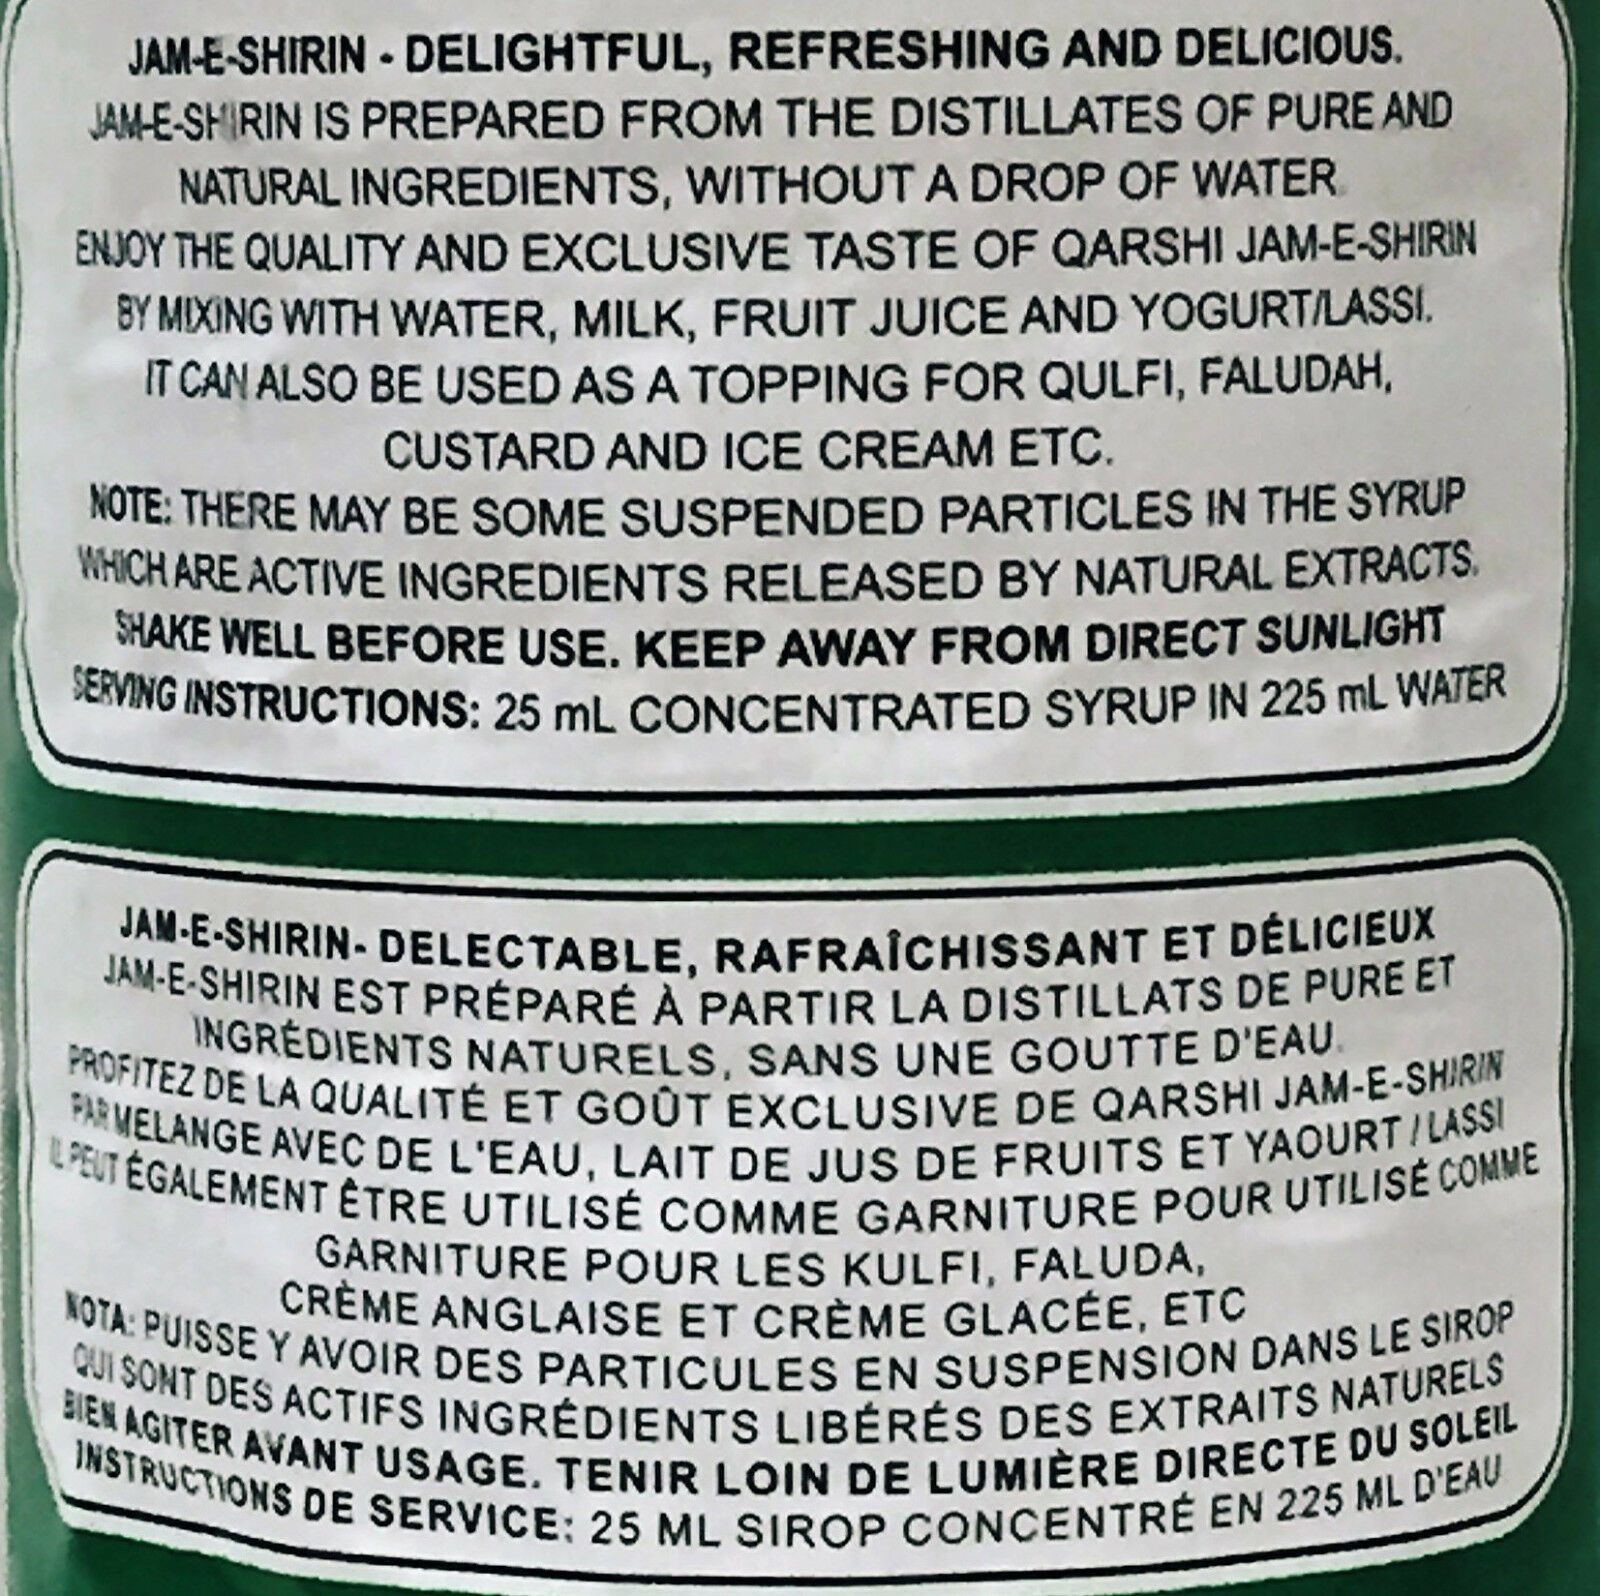 JAM-E-SHIRIN - DELIGHTFUL, REFRESHING AND DELICIOUS.
JAM-E-SHIRIN IS PREPARED FROM THE DISTILLATES OF PURE AND
NATURAL INGREDIENTS, WITHOUT A DROP OF WATER.
ENJOY THE QUALITY AND EXCLUSIVE TASTE OF QARSHI JAM-E-SHIRIN
BY MIXING WITH WATER, MILK, FRUIT JUICE AND YOGURT/LASSI.
IT CAN ALSO BE USED AS A TOPPING FOR QULFI, FALUDAH,
CUSTARD AND ICE CREAM ETC.
NOTE: THERE MAY BE SOME SUSPENDED PARTICLES IN THE SYRUP
WHICH ARE ACTIVE INGREDIENTS RELEASED BY NATURAL EXTRACTS.
SHAKE WELL BEFORE USE. KEEP AWAY FROM DIRECT SUNLIGHT
SERVING INSTRUCTIONS: 25 mL CONCENTRATED SYRUP IN 225 mL WATER
JAM-E-SHIRIN- DELECTABLE, RAFRAÎCHISSANT ET DÉLICIEUX
JAM-E-SHIRIN EST PRÉPARÉ À PARTIR LA DISTILLATS DE PURE ET
INGRÉDIENTS NATURELS, SANS UNE GOUTTE D'EAU.
PROFITEZ DE LA QUALITÉ ET GOÛT EXCLUSIVE DE QARSHI JAM-E-SHIRIN
PAR MELANGE AVEC DE L'EAU, LAIT DE JUS DE FRUITS ET YAOURT / LASSI
IL PEUT ÉGALEMENT ÊTRE UTILISÉ COMME GARNITURE POUR UTILISÉ COMME
GARNITURE POUR LES KULFI, FALUDA,
CRÈME ANGLAISE ET CRÈME GLACÉE, ETC
NOTA: PUISSE Y AVOIR DES PARTICULES EN SUSPENSION DANS LE SIROP
QUI SONT DES ACTIFS INGRÉDIENTS LIBÉRÉS DES EXTRAITS NATURELS
BIEN AGITER AVANT USAGE. TENIR LOIN DE LUMIÈRE DIRECTE DU SOLEIL
INSTRUCTIONS DE SERVICE: 25 ML SIROP CONCENTRÉ EN 225 ML D'EAU